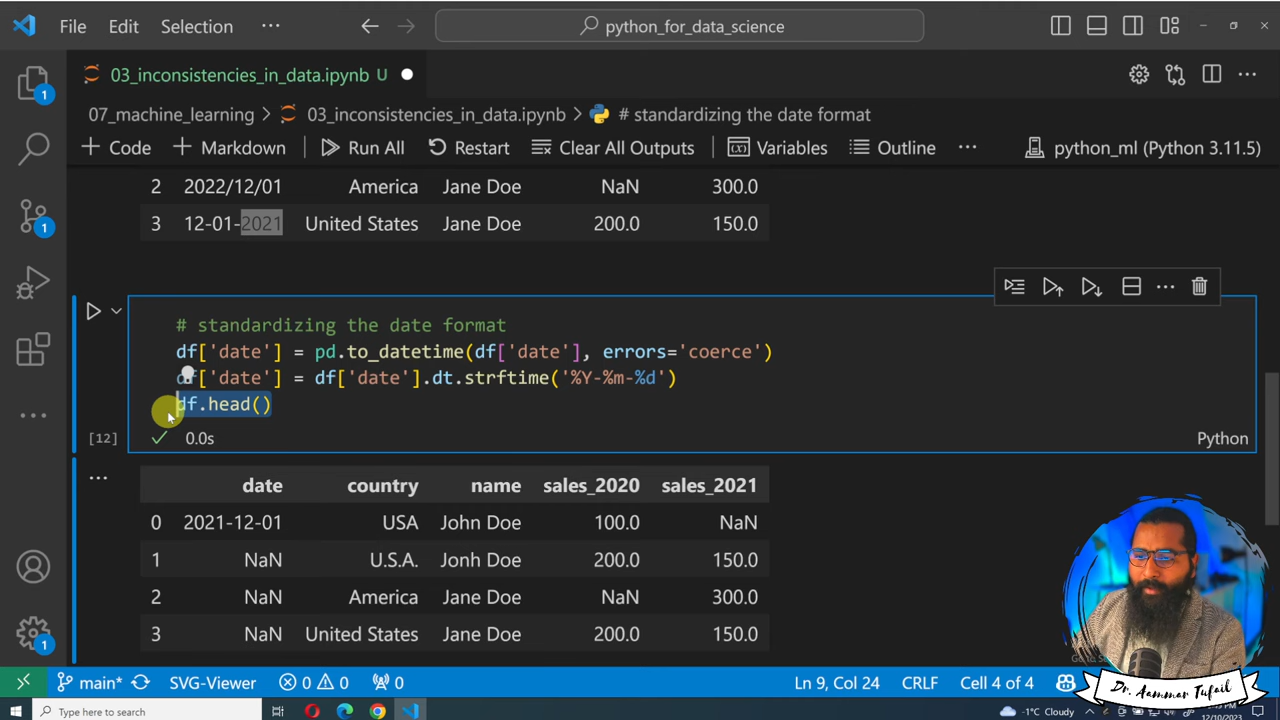 File Edit Selection ··· python_for_data_science
03_inconsistencies_in_data.ipynb U
07_machine_learning > 03_inconsistencies_in_data.ipynb > # standardizing the date format
+ Code + Markdown Run All Restart Clear All Outputs Variables Outline ··· python_ml (Python 3.11.5)
2 2022/12/01 America Jane Doe NaN 300.0
3 12-01-2021 United States Jane Doe 200.0 150.0
# standardizing the date format
df['date'] = pd.to_datetime(df['date'], errors='coerce')
df['date'] = df['date'].dt.strftime('%Y-%m-%d')
df.head()
[12] 0.0s Python
date country name sales_2020 sales_2021
0 2021-12-01 USA John Doe 100.0 NaN
1 NaN U.S.A. Jonh Doe 200.0 150.0
2 NaN America Jane Doe NaN 300.0
3 NaN United States Jane Doe 200.0 150.0
main* SVG-Viewer 0 0 0 Ln 9, Col 24 CRLF Cell 4 of 4
Dr. Aammar Tufail
Type here to search -1°C Cloudy
12/10/2023